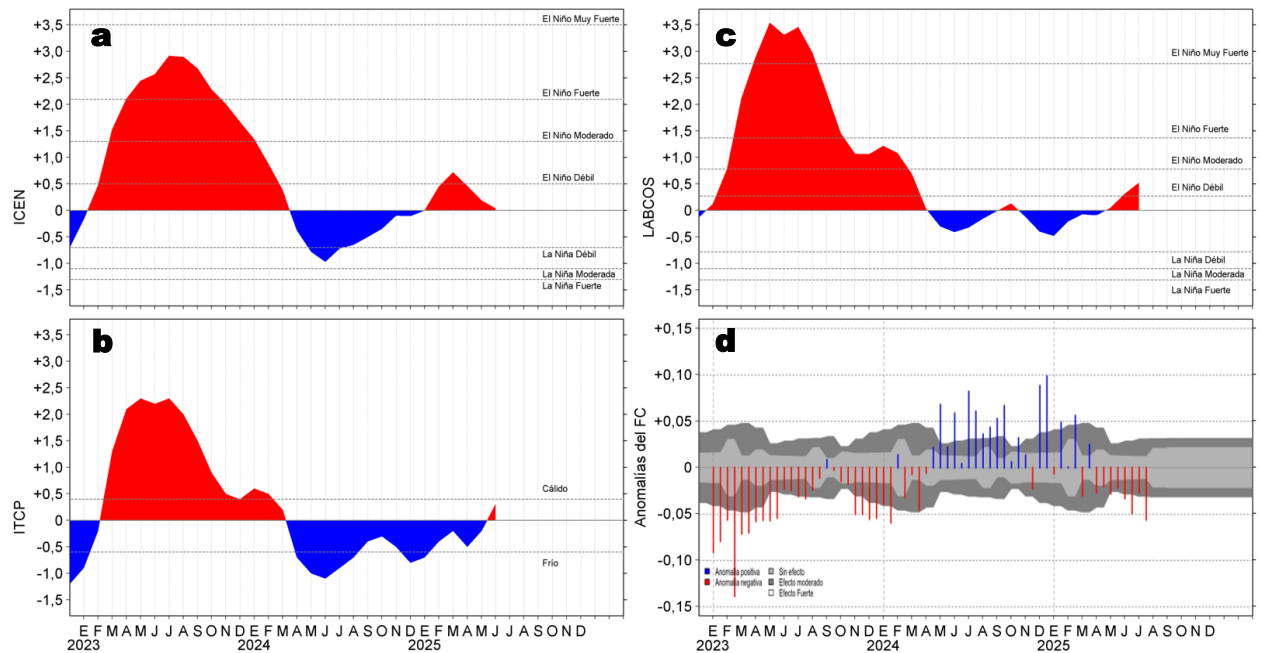 a
+3,5
+3,0
+2,5
+2,0
+1,5
+1,0
+0,5
0
-0,5
-1,0
-1,5
ICEN
El Niño Muy Fuerte
El Niño Fuerte
El Niño Moderado
El Niño Débil
La Niña Débil
La Niña Moderada
La Niña Fuerte
c
+3,5
+3,0
+2,5
+2,0
+1,5
+1,0
+0,5
0
-0,5
-1,0
-1,5
LABCOS
El Niño Muy Fuerte
El Niño Fuerte
El Niño Moderado
El Niño Débil
La Niña Débil
La Niña Moderada
La Niña Fuerte
b
+3,5
+3,0
+2,5
+2,0
+1,5
+1,0
+0,5
0
-0,5
-1,0
-1,5
ITCP
Cálido
Frío
E F M A M J J A S O N D E F M A M J J A S O N D E F M A M J J A S O N D
2023 2024 2025
d
+0,15
+0,10
+0,05
0
-0,05
-0,10
-0,15
Anomalías del FC
Anomalia positiva Sin efecto
Anomalia negativa Efecto moderado
Efecto Fuerte
E F M A M J J A S O N D E F M A M J J A S O N D E F M A M J J A S O N D
2023 2024 2025